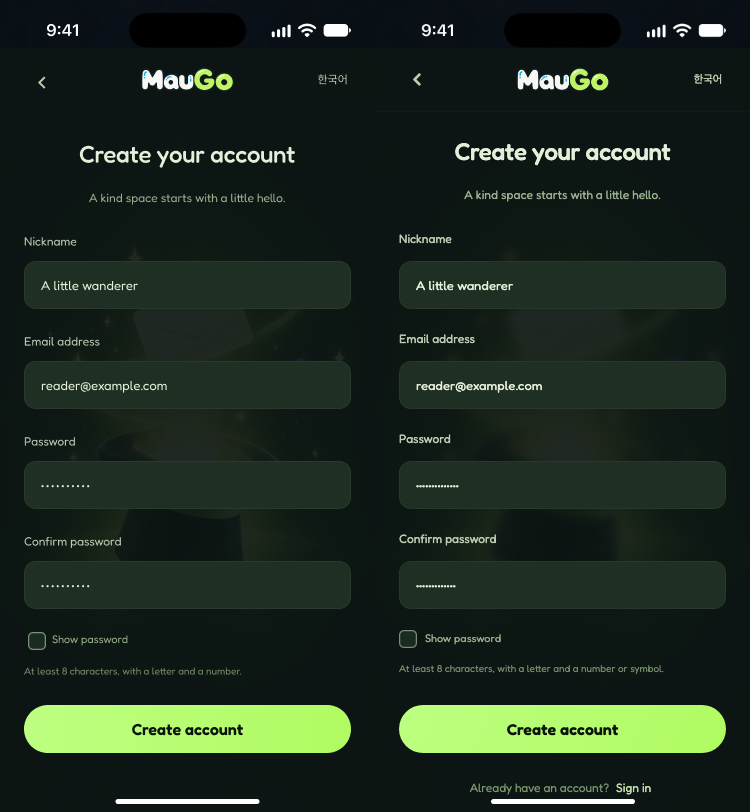 9:41
MauGo
한국어
Create your account
A kind space starts with a little hello.
Nickname
A little wanderer
Email address
reader@example.com
Password
••••••••••
Confirm password
••••••••••
Show password
At least 8 characters, with a letter and a number.
Create account
9:41
MauGo
한국어
Create your account
A kind space starts with a little hello.
Nickname
A little wanderer
Email address
reader@example.com
Password
••••••••••••••
Confirm password
•••••••••••••
Show password
At least 8 characters, with a letter and a number or symbol.
Create account
Already have an account? Sign in